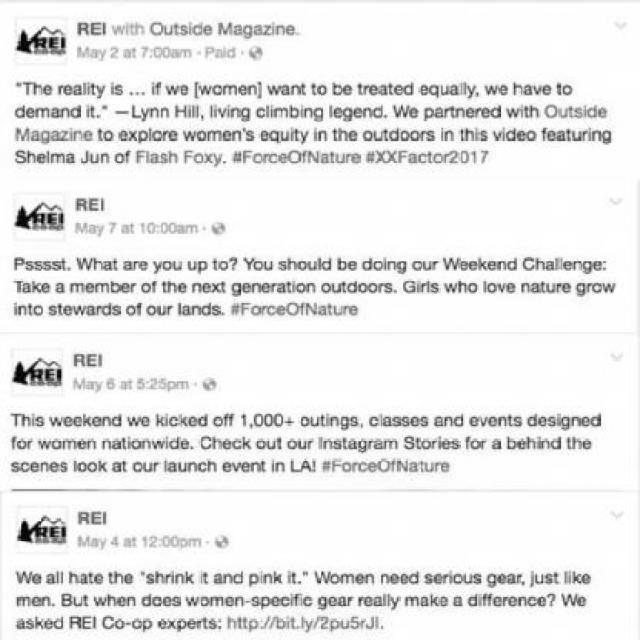 REI
REI with Outside Magazine.
May 2 at 7:00am · Paid ·
"The reality is ... if we [women] want to be treated equally, we have to
demand it." —Lynn Hill, living climbing legend. We partnered with Outside
Magazine to explore women's equity in the outdoors in this video featuring
Shelma Jun of Flash Foxy. #ForceOfNature #XXFactor2017
REI
REI
May 7 at 10:00am ·
Psssst. What are you up to? You should be doing our Weekend Challenge:
Take a member of the next generation outdoors. Girls who love nature grow
into stewards of our lands. #ForceOfNature
REI
REI
May 6 at 5:25pm ·
This weekend we kicked off 1,000+ outings, classes and events designed
for women nationwide. Check out our Instagram Stories for a behind the
scenes look at our launch event in LA! #ForceOfNature
REI
REI
May 4 at 12:00pm ·
We all hate the "shrink it and pink it." Women need serious gear, just like
men. But when does women-specific gear really make a difference? We
asked REI Co-op experts: http://bit.ly/2pu5rJl.